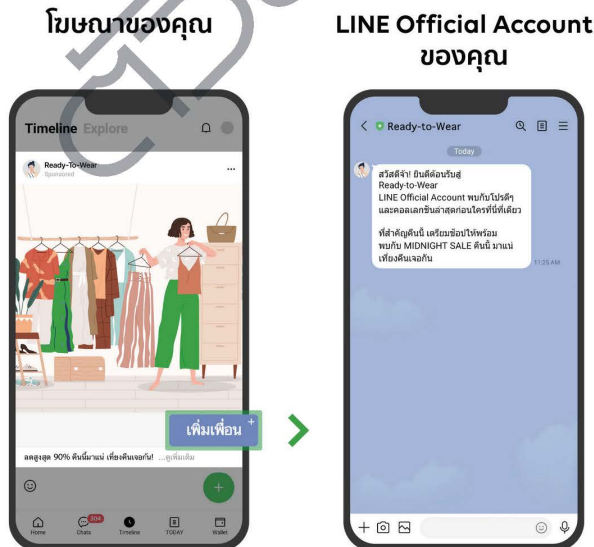 โฆษณาของคุณ
LINE Official Account
ของคุณ
Timeline Explore
Ready-To-Wear
Sponsored
เพิ่มเพื่อน +
ลดสูงสุด 90% คืนนี้มาแน่ เที่ยงคืนเจอกัน! ...ดูเพิ่มเติม
304
Home Chats Timeline TODAY Wallet
Ready-to-Wear
Today
สวัสดีจ้า! ยินดีต้อนรับสู่
Ready-to-Wear
LINE Official Account พบกับโปรดีๆ
และคอลเลกชันล่าสุดก่อนใครที่นี่ที่เดียว
ที่สำคัญคืนนี้ เตรียมช้อปให้พร้อม
พบกับ MIDNIGHT SALE คืนนี้ มาแน่
เที่ยงคืนเจอกัน
11:25 AM